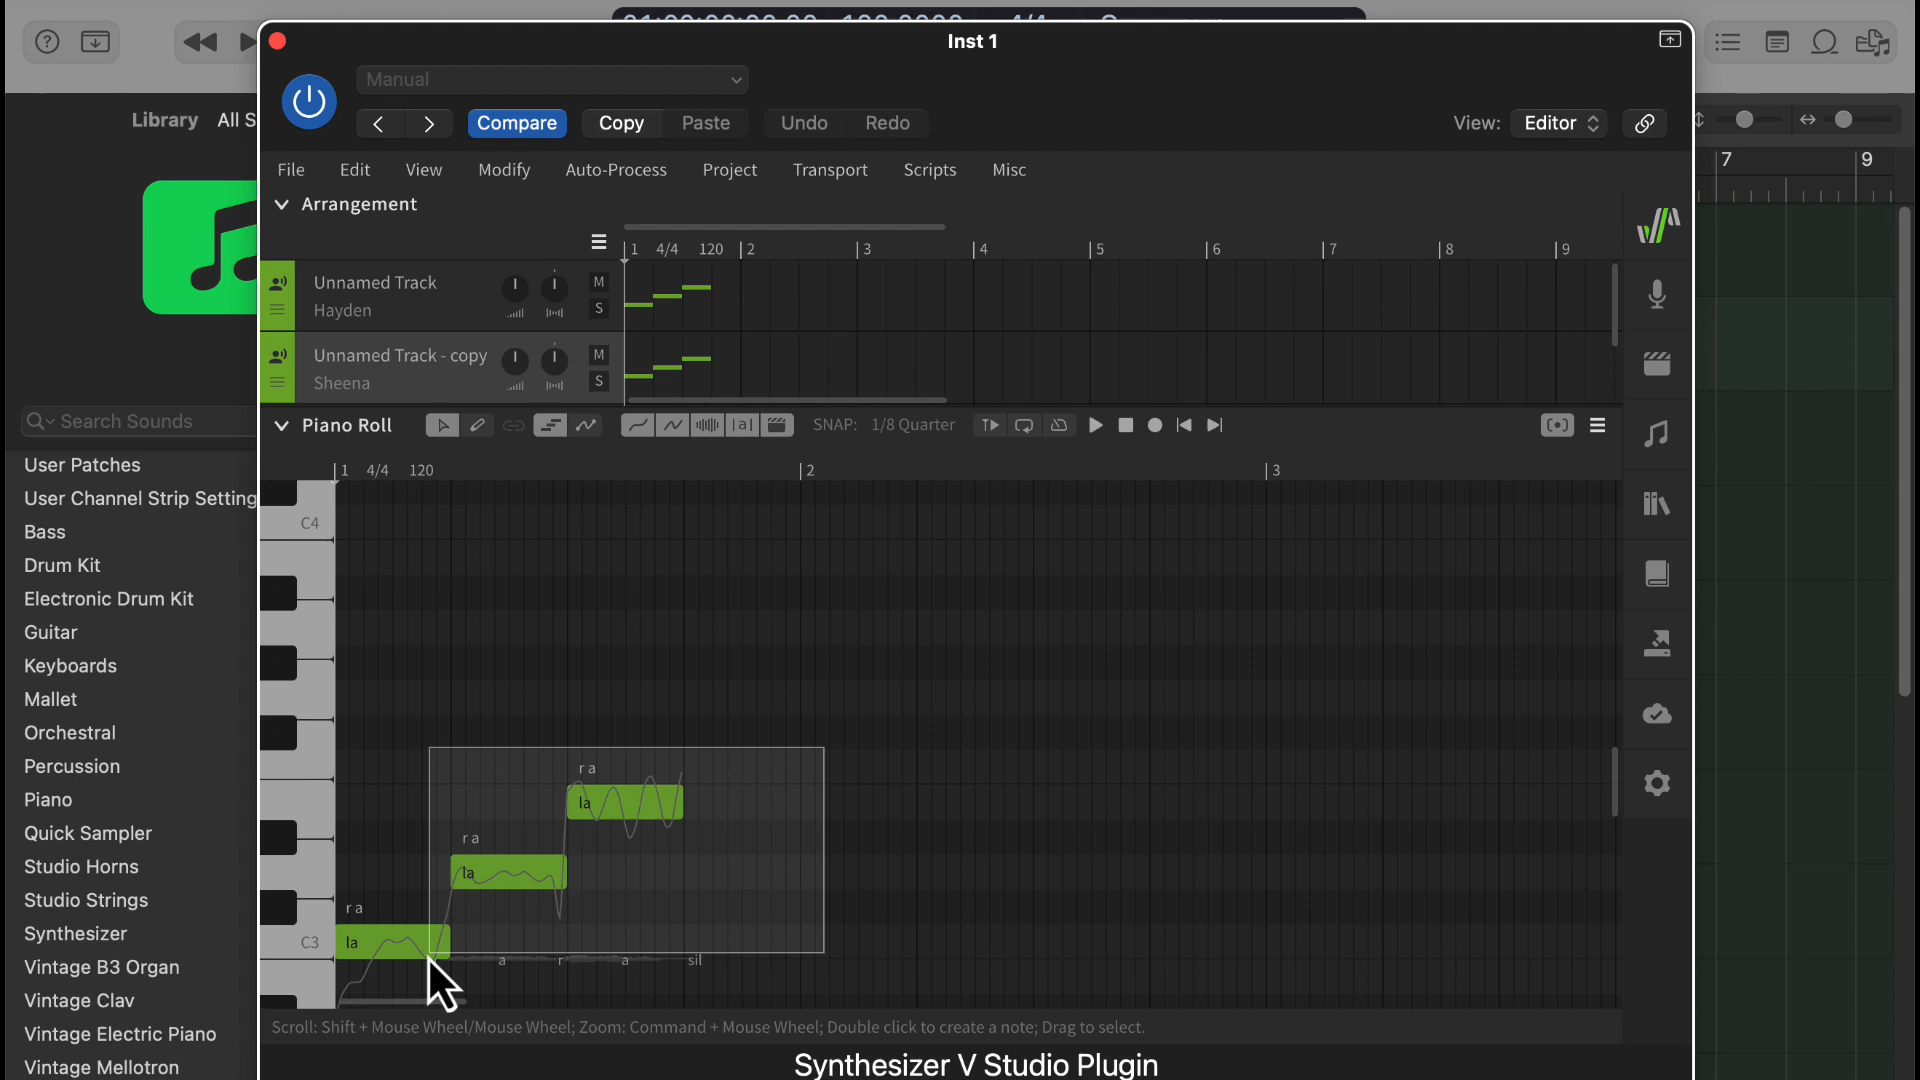 Inst 1
Manual
Compare Copy Paste Undo Redo
View: Editor
Library All S
File Edit View Modify Auto-Process Project Transport Scripts Misc
Arrangement
1 4/4 120 2 3 4 5 6 7 8 9
7 9
Unnamed Track M
Hayden S
Unnamed Track - copy M
Sheena S
Piano Roll SNAP: 1/8 Quarter
1 4/4 120 2 3
Search Sounds
User Patches
User Channel Strip Setting
Bass
Drum Kit
Electronic Drum Kit
Guitar
Keyboards
Mallet
Orchestral
Percussion
Piano
Quick Sampler
Studio Horns
Studio Strings
Synthesizer
Vintage B3 Organ
Vintage Clav
Vintage Electric Piano
Vintage Mellotron
C4
r a
la
r a
la
r a
C3 la
a r a sil
Scroll: Shift + Mouse Wheel/Mouse Wheel; Zoom: Command + Mouse Wheel; Double click to create a note; Drag to select.
Synthesizer V Studio Plugin